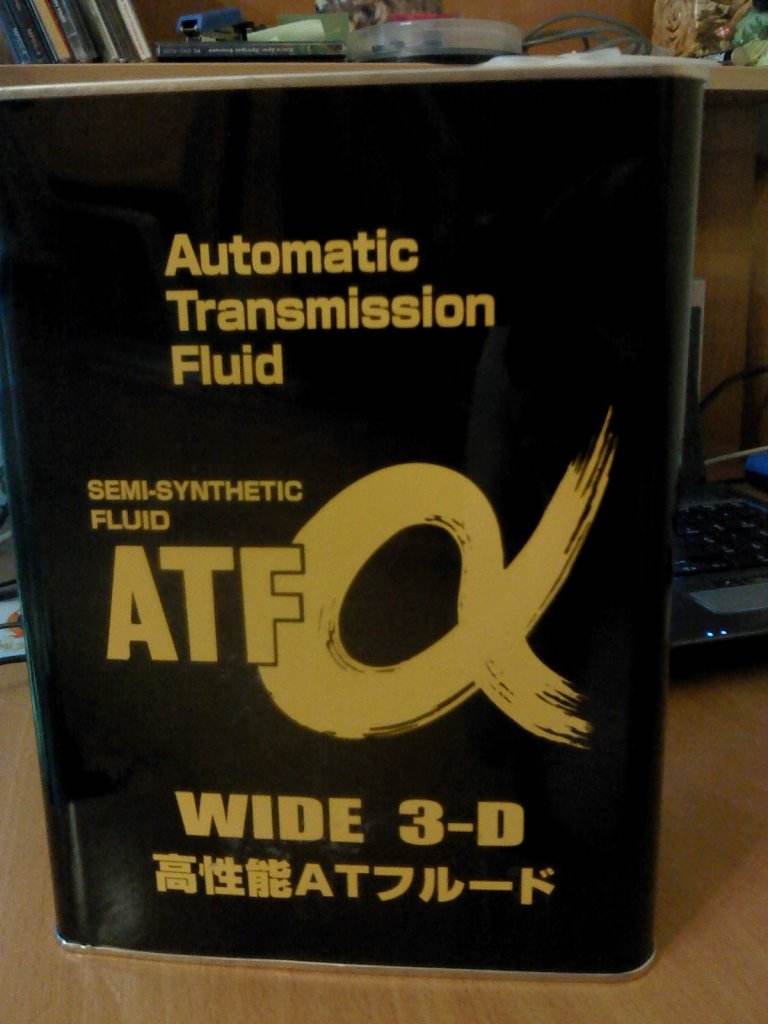 Automatic
Transmission
Fluid
SEMI-SYNTHETIC
FLUID
ATFα
WIDE 3-D
高性能ATフルード